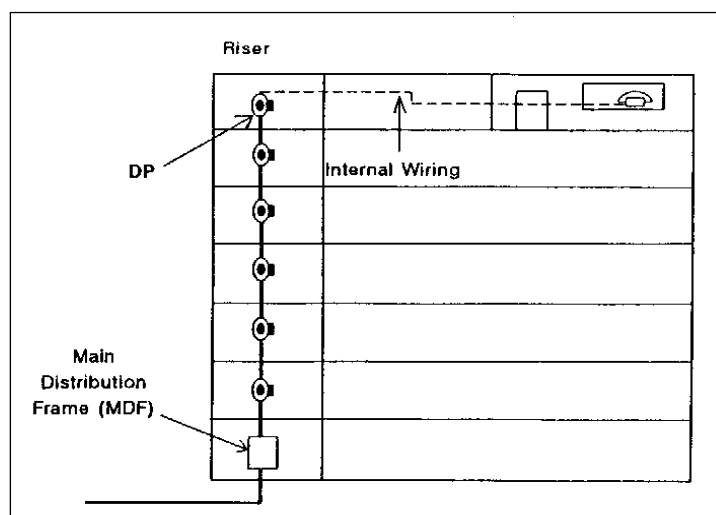 Riser
DP
Internal Wiring
Main
Distribution
Frame (MDF)